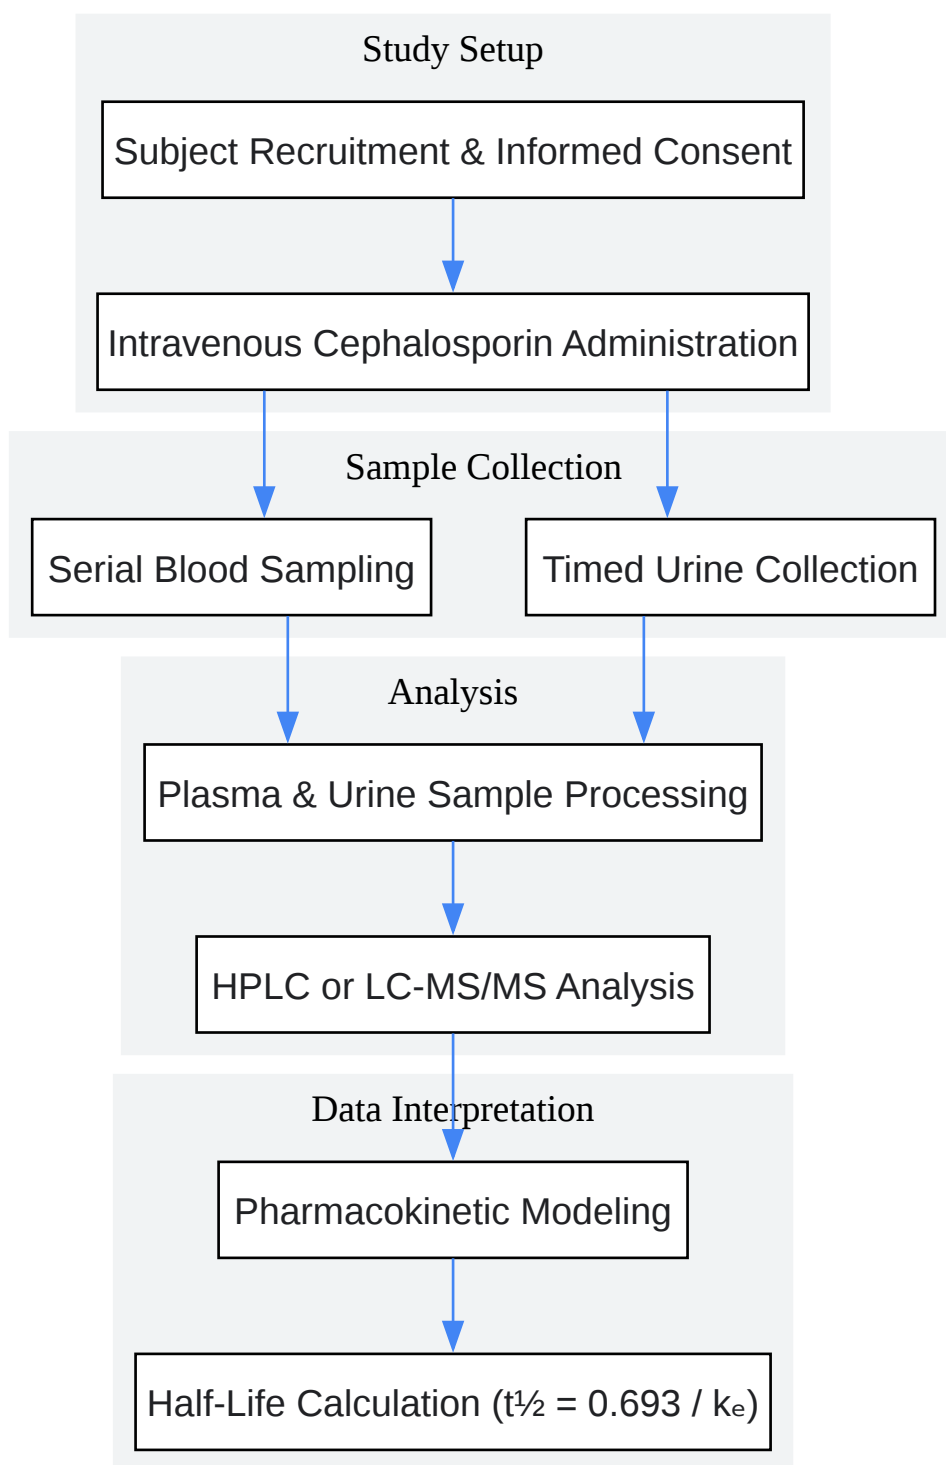 Study Setup
Subject Recruitment & Informed Consent
Intravenous Cephalosporin Administration
Sample Collection
Serial Blood Sampling
Timed Urine Collection
Analysis
Plasma & Urine Sample Processing
HPLC or LC-MS/MS Analysis
Data Interpretation
Pharmacokinetic Modeling
Half-Life Calculation (t½ = 0.693 / kₑ)